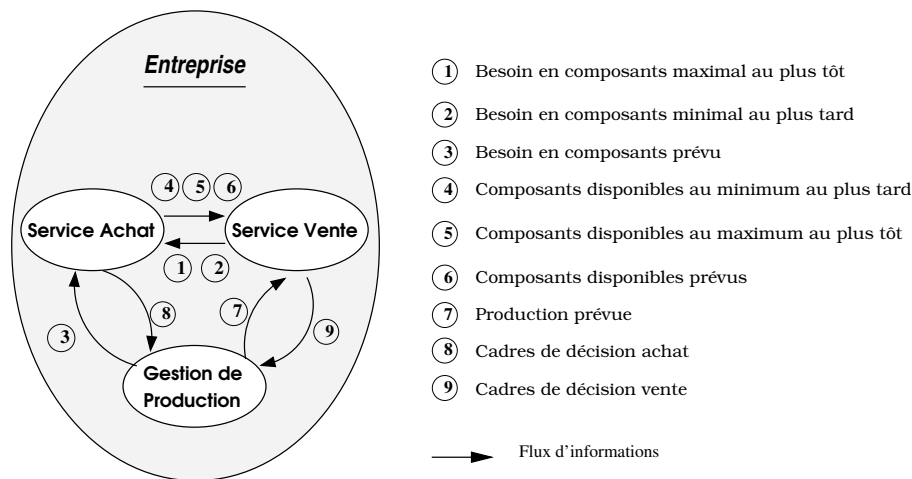 Entreprise
4 5 6
Service Achat
Service Vente
1 2
3
8
7
9
Gestion de
Production
1 Besoin en composants maximal au plus tôt
2 Besoin en composants minimal au plus tard
3 Besoin en composants prévu
4 Composants disponibles au minimum au plus tard
5 Composants disponibles au maximum au plus tôt
6 Composants disponibles prévus
7 Production prévue
8 Cadres de décision achat
9 Cadres de décision vente
Flux d'informations